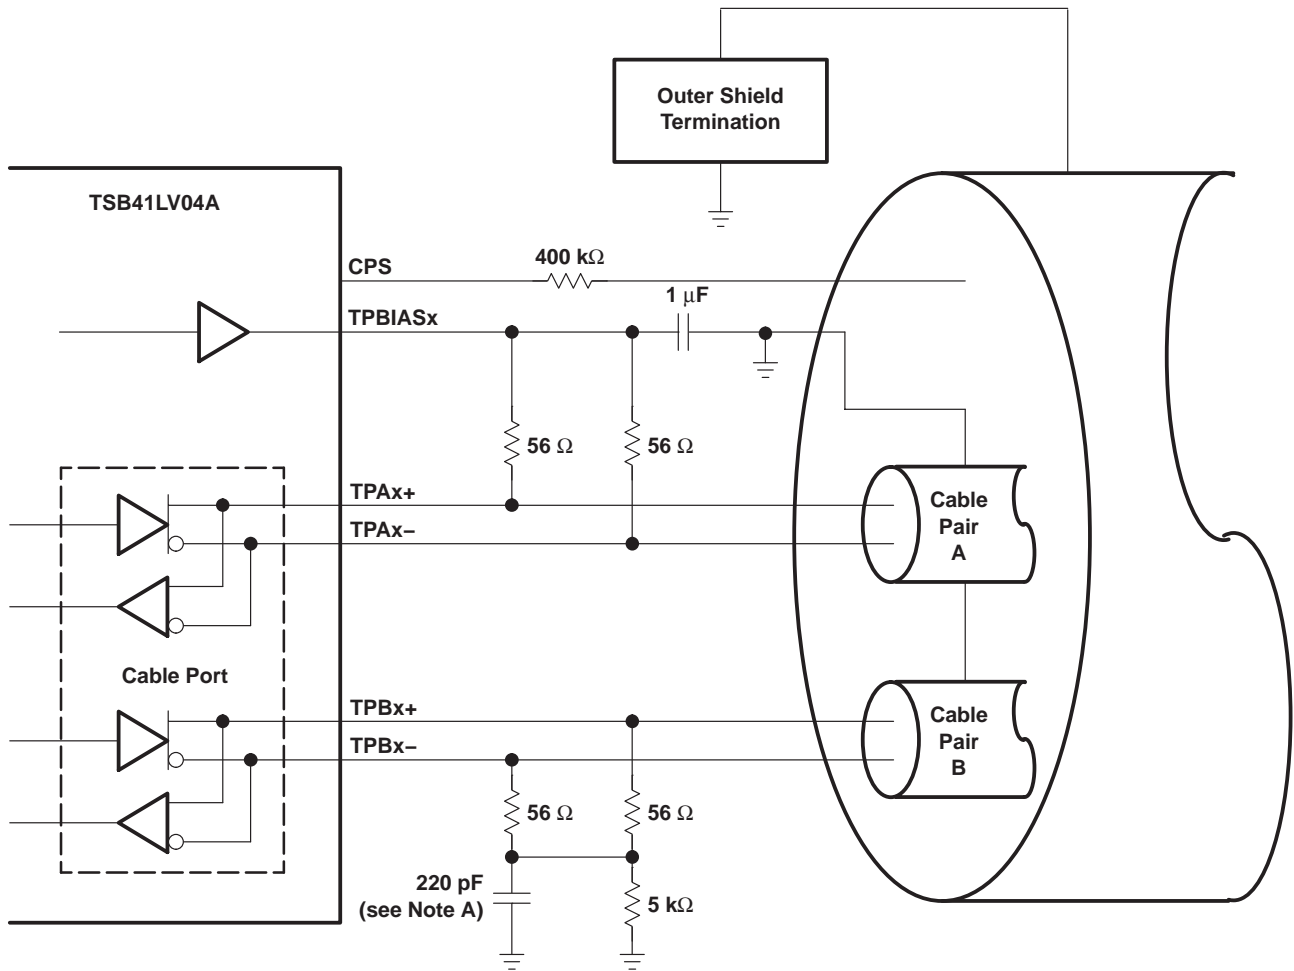 Outer Shield
Termination
TSB41LV04A
CPS
400 kΩ
1 μF
TPBIASx
56 Ω
56 Ω
TPAx+
TPAx–
Cable
Pair
A
Cable Port
TPBx+
TPBx–
Cable
Pair
B
56 Ω
56 Ω
220 pF
(see Note A)
5 kΩ